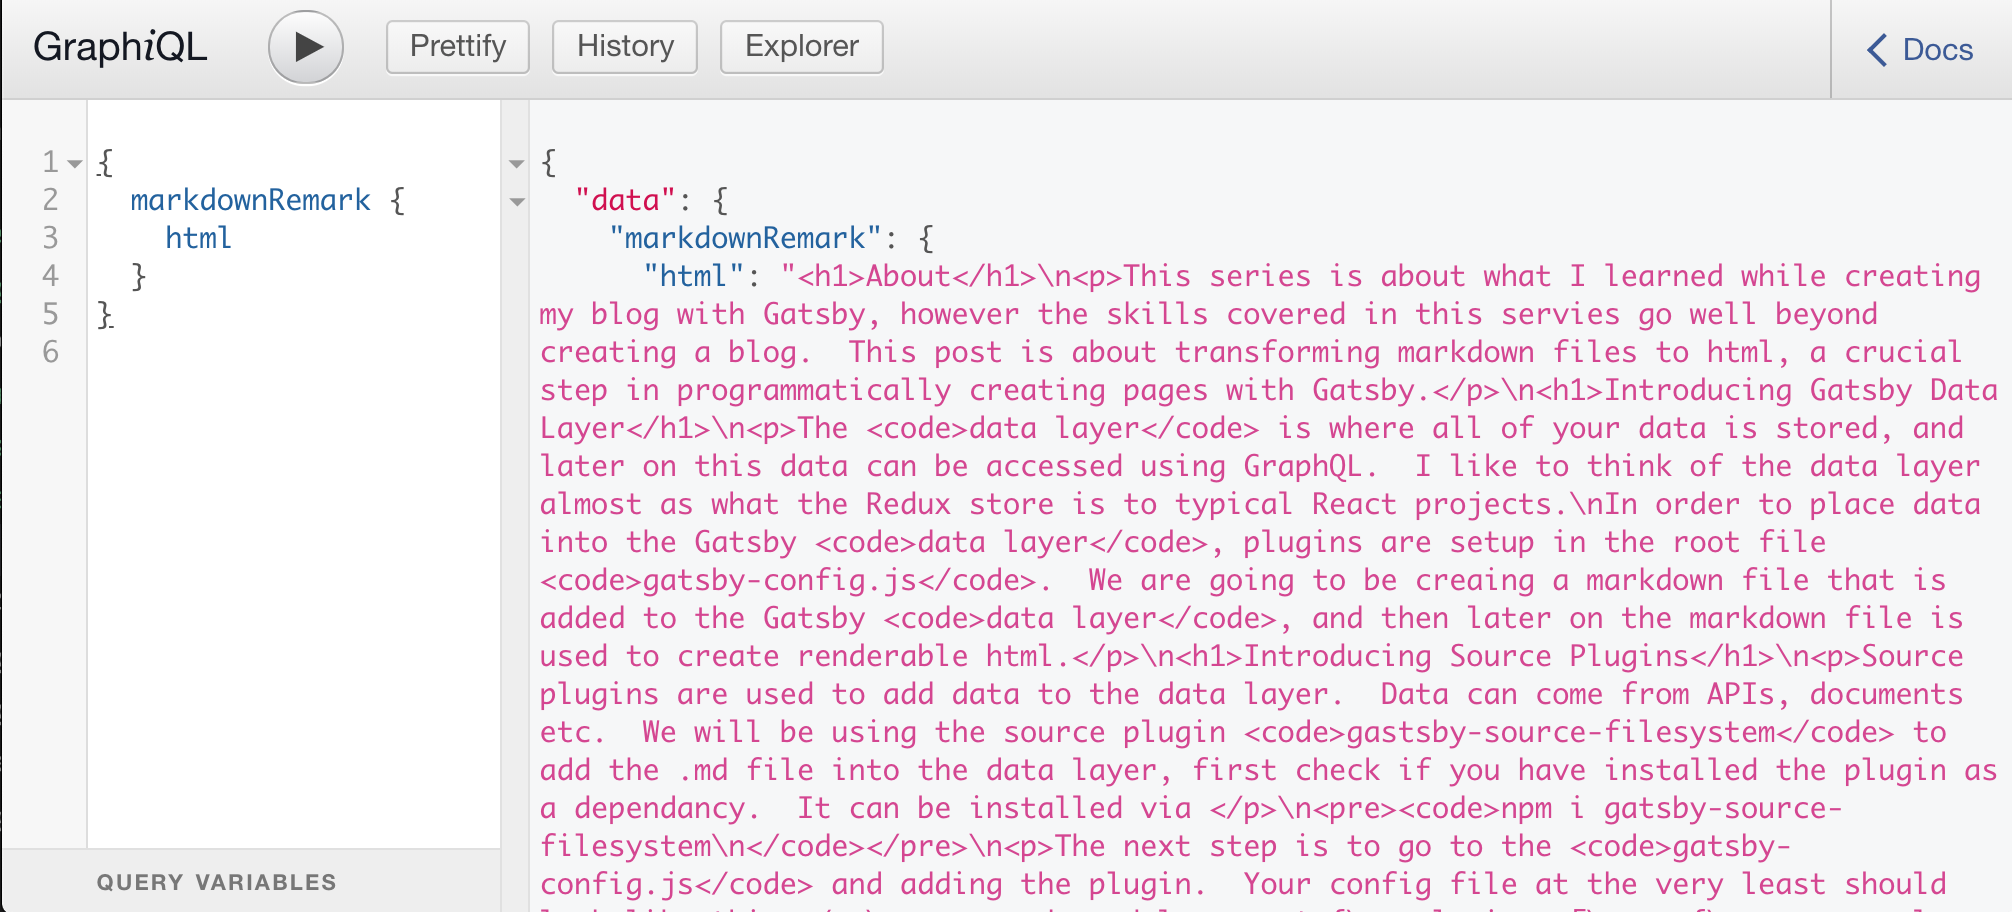 GraphiQL
Prettify
History
Explorer
Docs
1 {
2 markdownRemark {
3 html
4 }
5 }
6
QUERY VARIABLES
{
"data": {
"markdownRemark": {
"html": "<h1>About</h1>\n<p>This series is about what I learned while creating
my blog with Gatsby, however the skills covered in this servies go well beyond
creating a blog.  This post is about transforming markdown files to html, a crucial
step in programmatically creating pages with Gatsby.</p>\n<h1>Introducing Gatsby Data
Layer</h1>\n<p>The <code>data layer</code> is where all of your data is stored, and
later on this data can be accessed using GraphQL.  I like to think of the data layer
almost as what the Redux store is to typical React projects.\nIn order to place data
into the Gatsby <code>data layer</code>, plugins are setup in the root file
<code>gatsby-config.js</code>.  We are going to be creaing a markdown file that is
added to the Gatsby <code>data layer</code>, and then later on the markdown file is
used to create renderable html.</p>\n<h1>Introducing Source Plugins</h1>\n<p>Source
plugins are used to add data to the data layer.  Data can come from APIs, documents
etc.  We will be using the source plugin <code>gastsby-source-filesystem</code> to
add the .md file into the data layer, first check if you have installed the plugin as
a dependancy.  It can be installed via </p>\n<pre><code>npm i gatsby-source-
filesystem\n</code></pre>\n<p>The next step is to go to the <code>gatsby-
config.js</code> and adding the plugin.  Your config file at the very least should